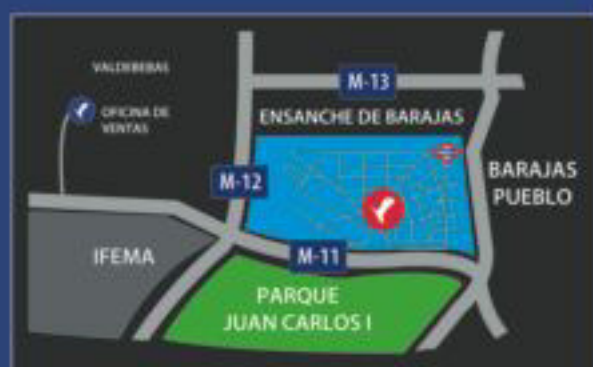 VALDEBEBAS
OFICINA DE
VENTAS
M-13
ENSANCHE DE BARAJAS
M-12
BARAJAS
PUEBLO
IFEMA
M-11
PARQUE
JUAN CARLOS I